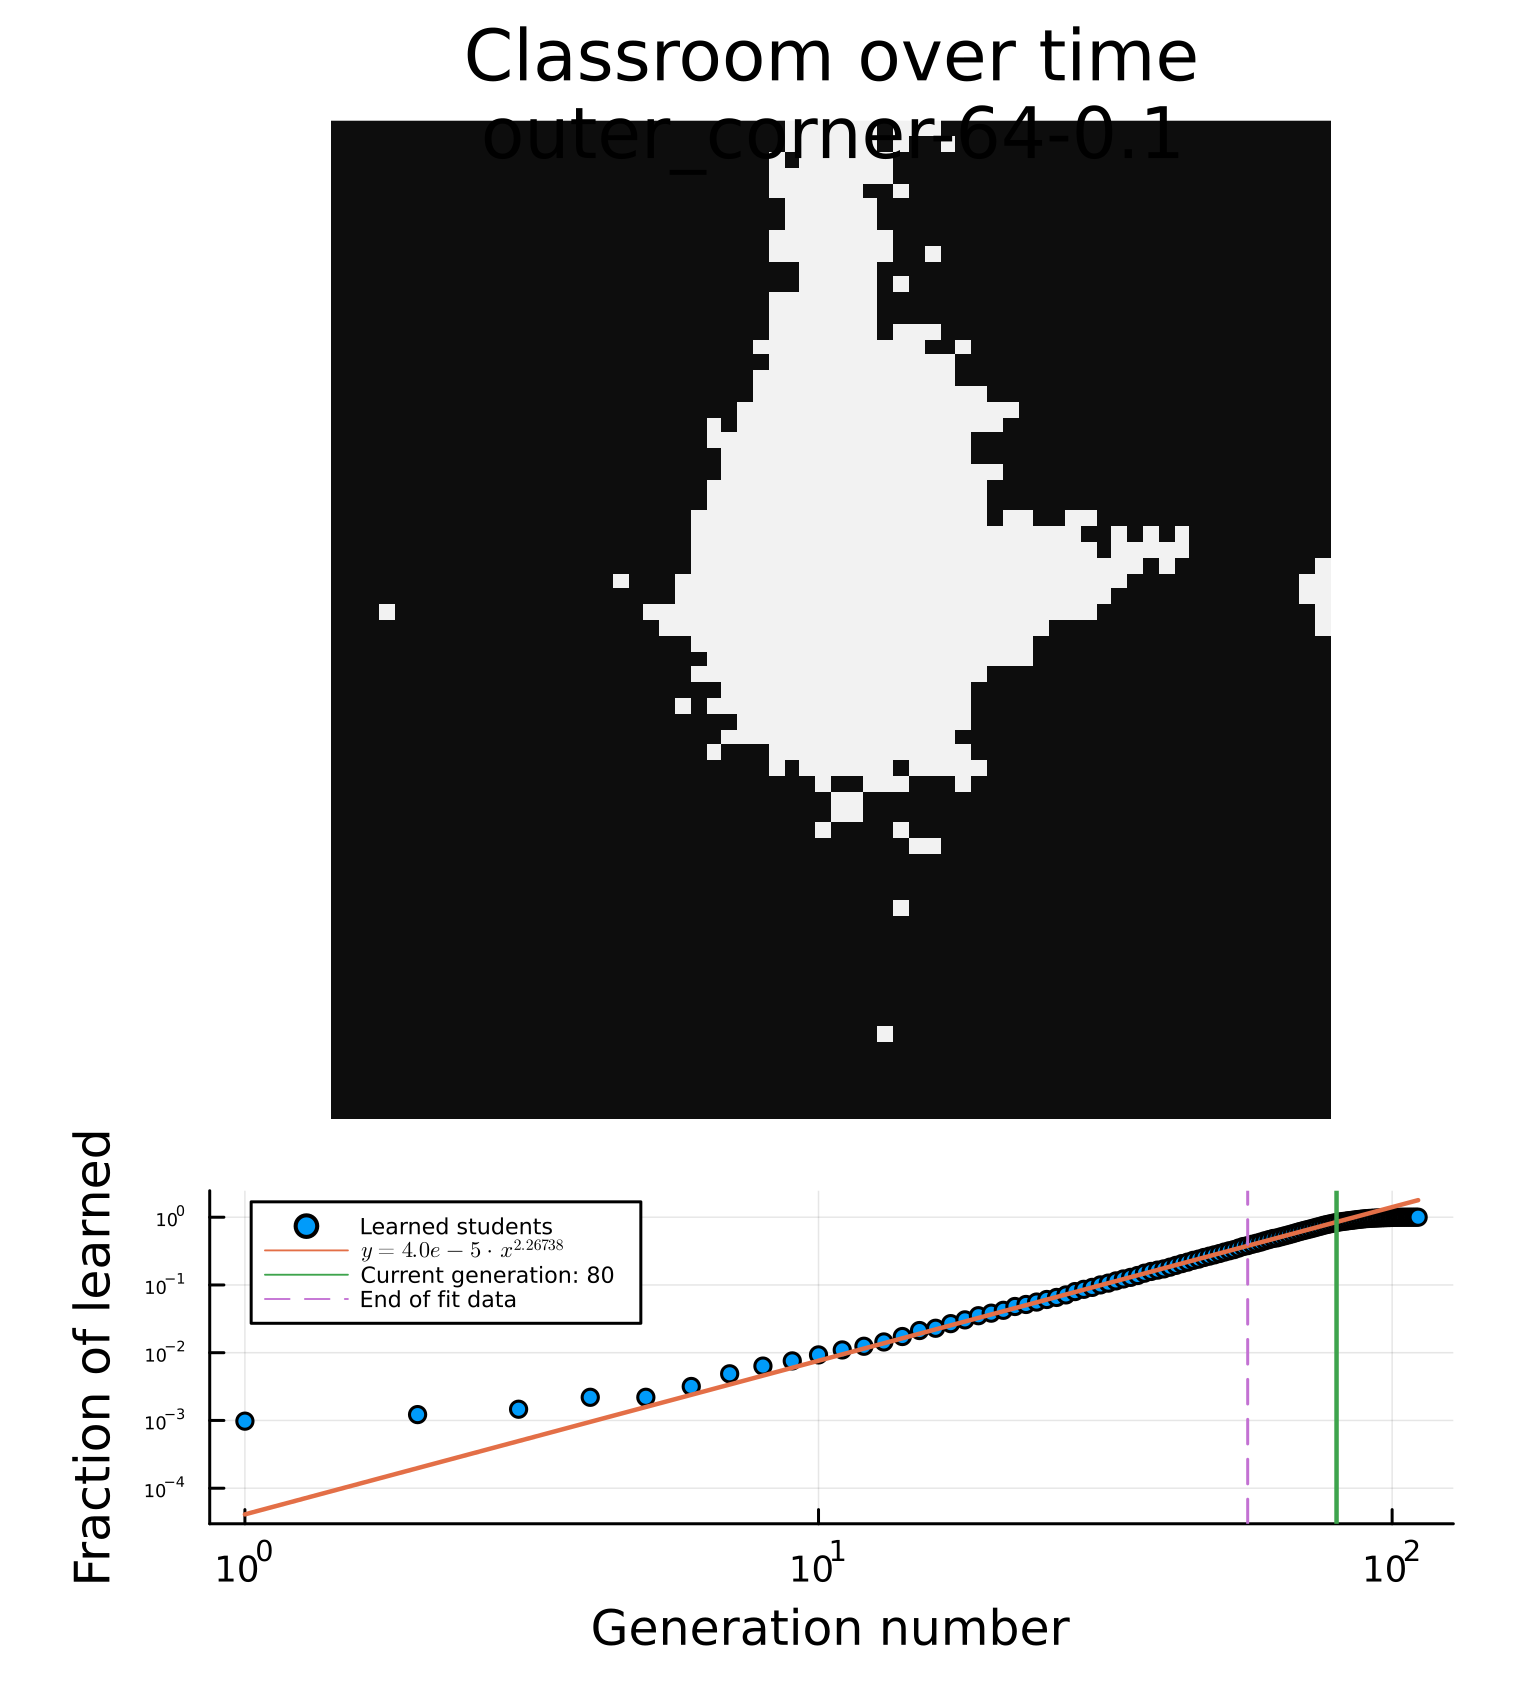 Classroom over time
outer_corner-64-0.1
Fraction of learned
10^0
10^-1
10^-2
10^-3
10^-4
Learned students
y = 4.0e - 5 · x^2.26738
Current generation: 80
End of fit data
10^0 10^1 10^2
Generation number